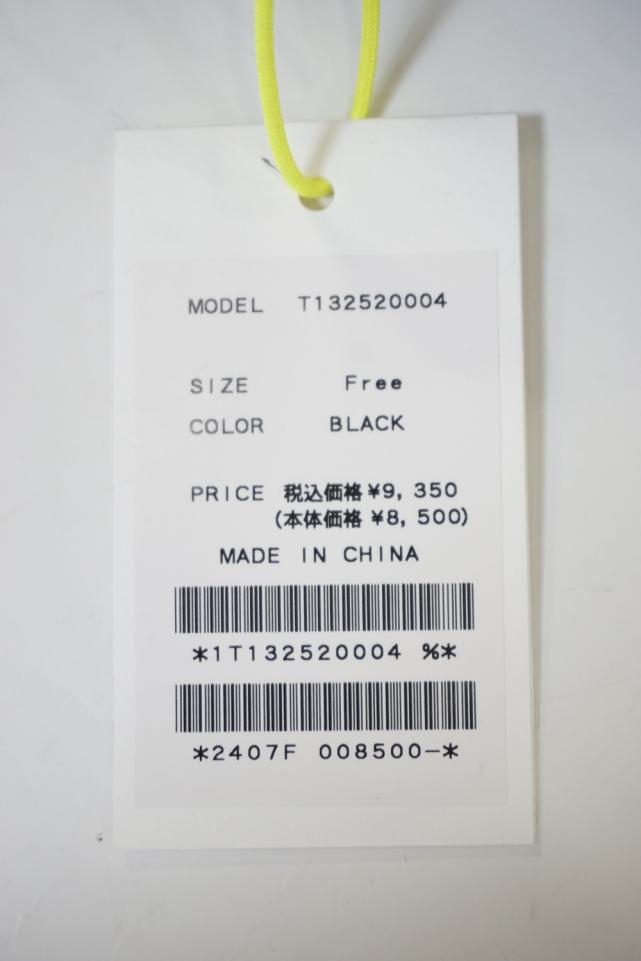 MODEL T132520004
SIZE Free
COLOR BLACK
PRICE 税込価格 ¥9, 350
(本体価格 ¥8, 500)
MADE IN CHINA
*1T132520004 %*
*2407F 008500-*